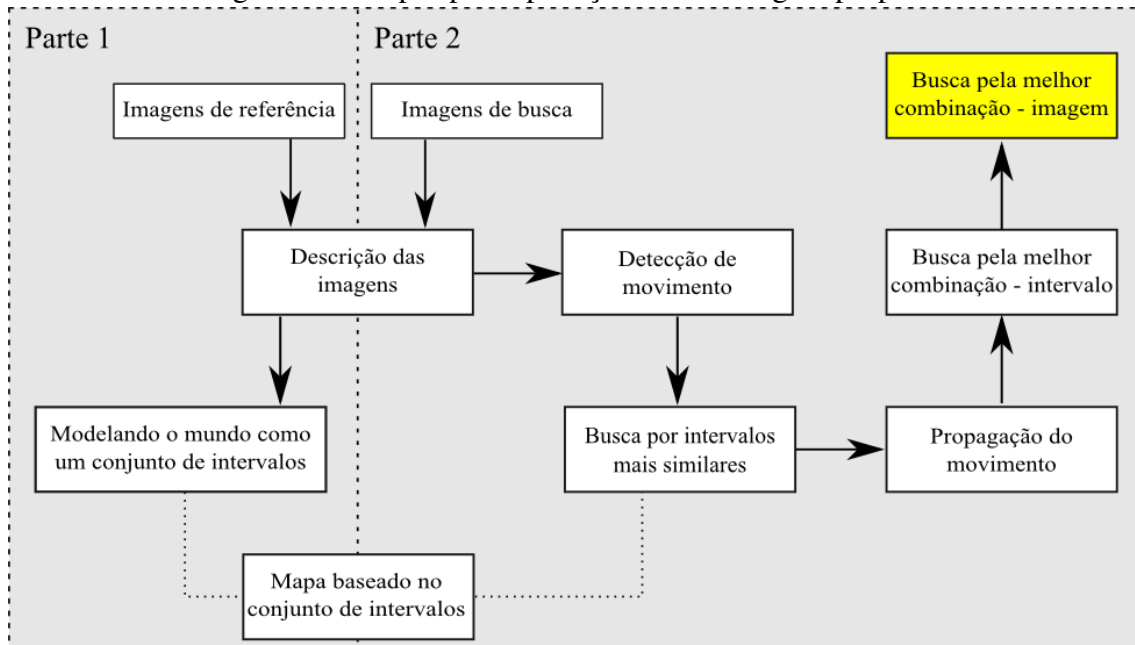 Parte 1
Parte 2
Imagens de referência
Imagens de busca
Busca pela melhor
combinação - imagem
Descrição das
imagens
Detecção de
movimento
Busca pela melhor
combinação - intervalo
Modelando o mundo como
um conjunto de intervalos
Busca por intervalos
mais similares
Propagação do
movimento
Mapa baseado no
conjunto de intervalos